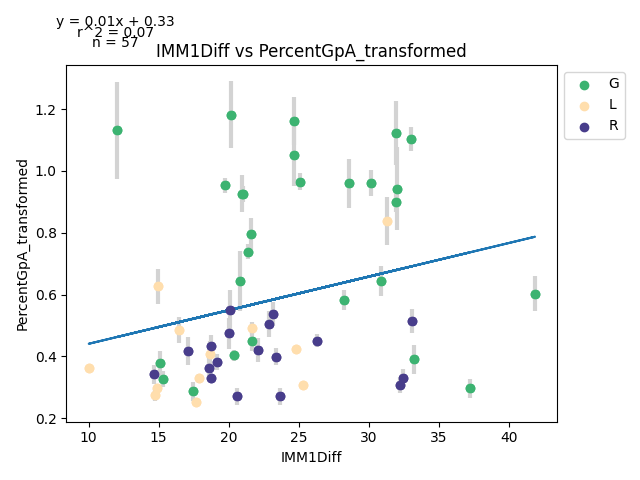 y = 0.01x + 0.33
r^2 = 0.07
n = 57
IMM1Diff vs PercentGpA_transformed
G
L
R
PercentGpA_transformed
1.2
1.0
0.8
0.6
0.4
0.2
10
15
20
25
30
35
40
IMM1Diff